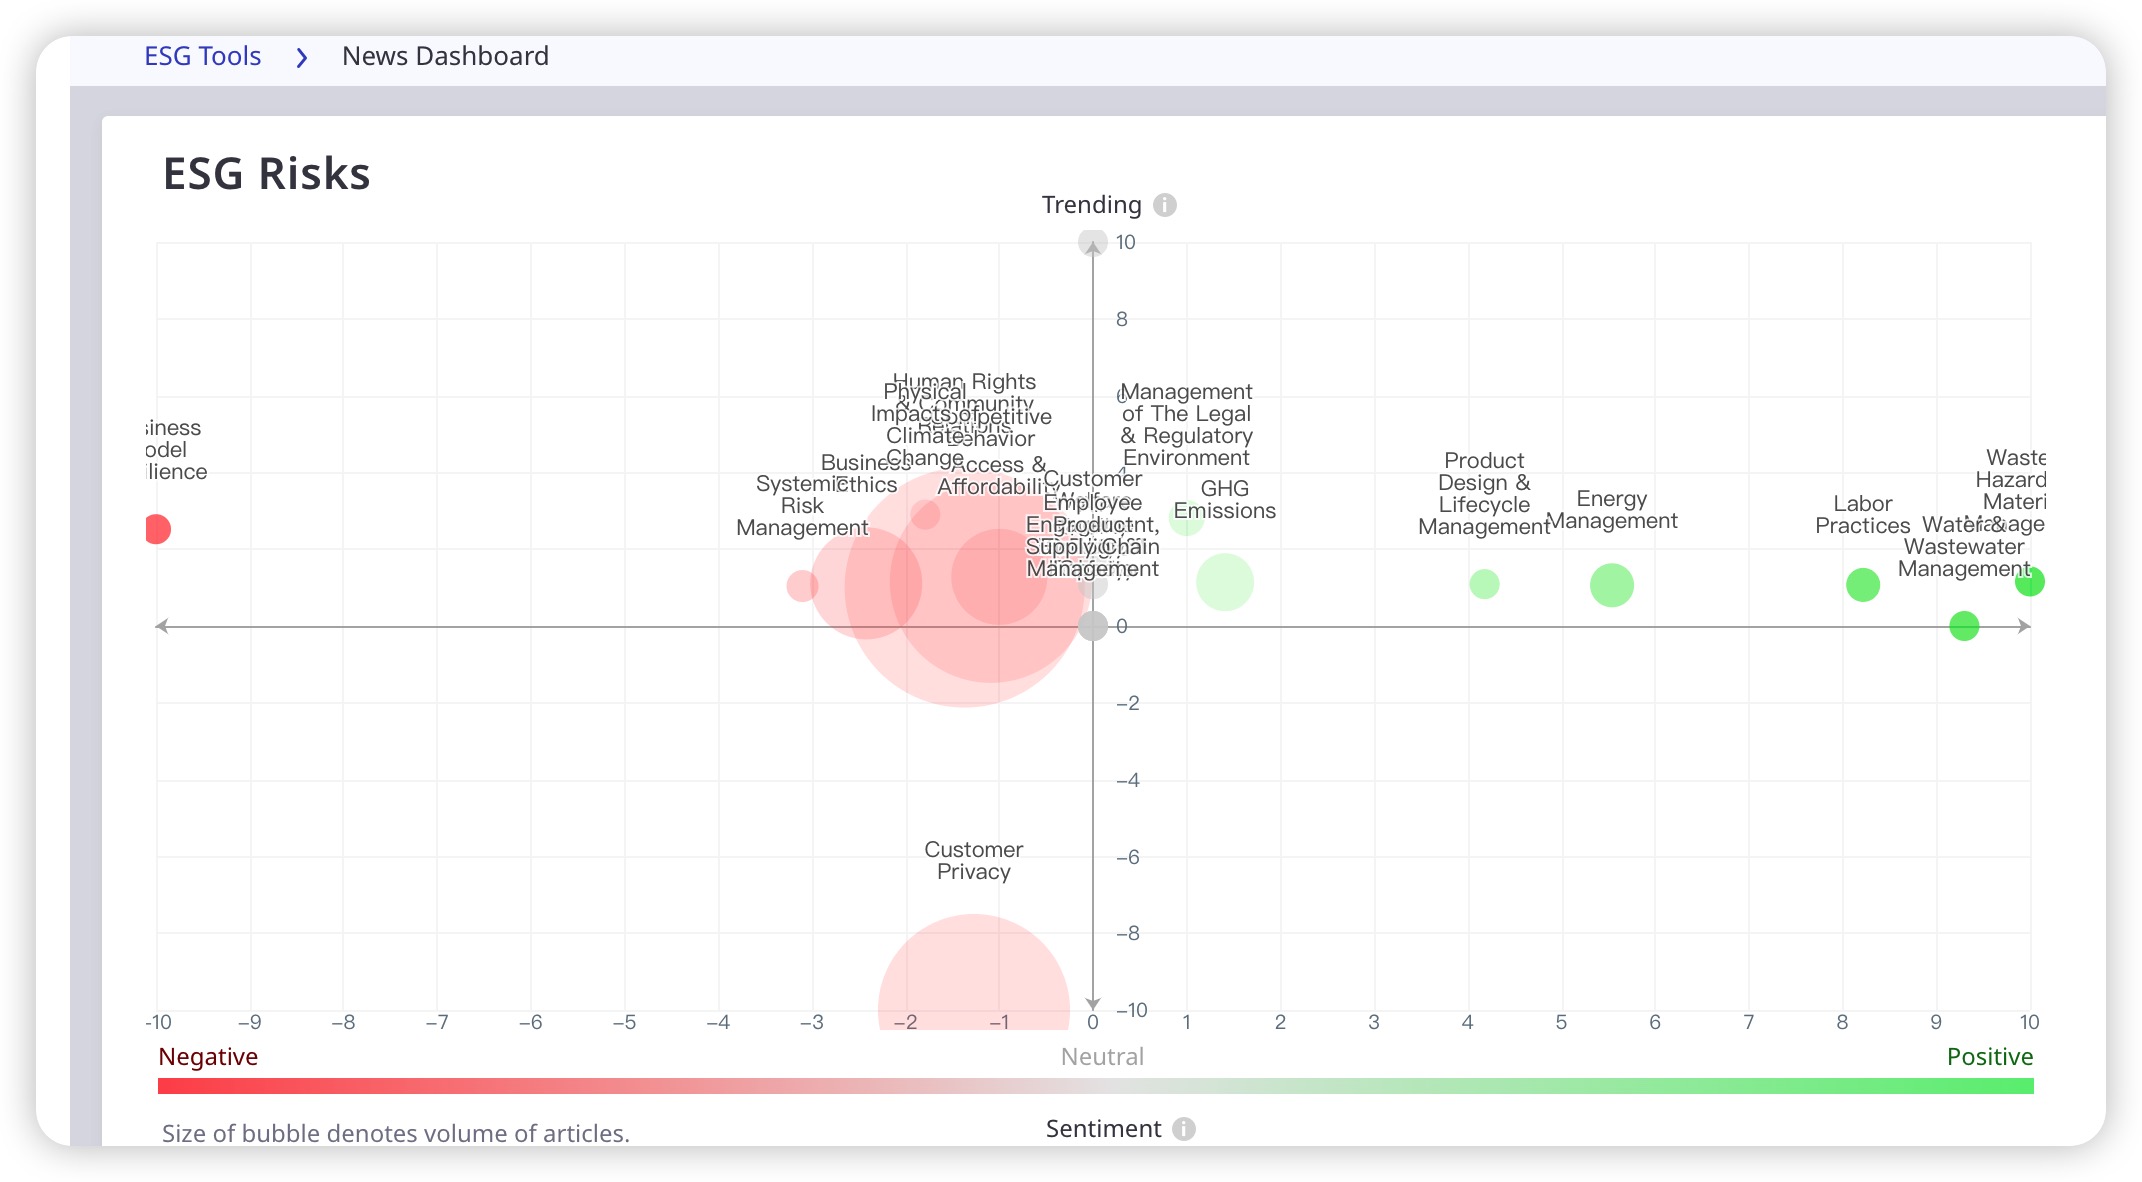 ESG Tools > News Dashboard
ESG Risks
Trending
10
8
6
4
0
−2
−4
−6
−8
−10
siness
odel
lience
Systemic
Risk
Management
Business
Ethics
Physical
Impacts of
Climate
Change
Human Rights
& Community
Relations
Competitive
Behavior
Access &
Affordability
Customer
Welfare
Employee
Engagement,
Product
Supply Chain
Management
Management
of The Legal
& Regulatory
Environment
GHG
Emissions
Product
Design &
Lifecycle
Management
Energy
Management
Labor
Practices
Water &
Wastewater
Management
Waste
Hazard
Materi
Manage
Customer
Privacy
-10 −9 −8 −7 −6 −5 −4 −3 −2 −1 0 1 2 3 4 5 6 7 8 9 10
Negative Neutral Positive
Size of bubble denotes volume of articles.
Sentiment